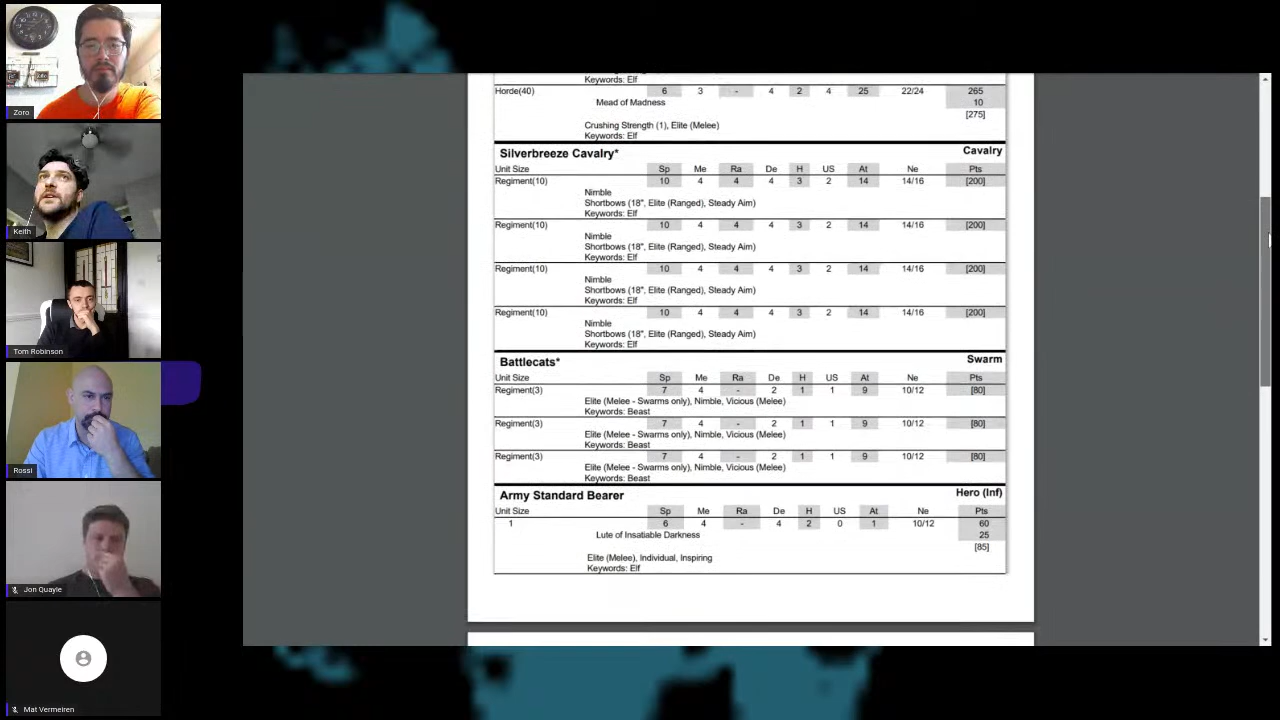 Zoro
Keith
Tom Robinson
Rossi
Jon Quayle
Mat Vermeiren
Keywords: Elf
Horde(40) 6 3 - 4 2 4 25 22/24 265
Mead of Madness 10
[275]
Crushing Strength (1), Elite (Melee)
Keywords: Elf
Silverbreeze Cavalry* Cavalry
Unit Size Sp Me Ra De H US At Ne Pts
Regiment(10) 10 4 4 4 3 2 14 14/16 [200]
Nimble
Shortbows (18", Elite (Ranged), Steady Aim)
Keywords: Elf
Regiment(10) 10 4 4 4 3 2 14 14/16 [200]
Nimble
Shortbows (18", Elite (Ranged), Steady Aim)
Keywords: Elf
Regiment(10) 10 4 4 4 3 2 14 14/16 [200]
Nimble
Shortbows (18", Elite (Ranged), Steady Aim)
Keywords: Elf
Regiment(10) 10 4 4 4 3 2 14 14/16 [200]
Nimble
Shortbows (18", Elite (Ranged), Steady Aim)
Keywords: Elf
Battlecats* Swarm
Unit Size Sp Me Ra De H US At Ne Pts
Regiment(3) 7 4 - 2 1 1 9 10/12 [80]
Elite (Melee - Swarms only), Nimble, Vicious (Melee)
Keywords: Beast
Regiment(3) 7 4 - 2 1 1 9 10/12 [80]
Elite (Melee - Swarms only), Nimble, Vicious (Melee)
Keywords: Beast
Regiment(3) 7 4 - 2 1 1 9 10/12 [80]
Elite (Melee - Swarms only), Nimble, Vicious (Melee)
Keywords: Beast
Army Standard Bearer Hero (Inf)
Unit Size Sp Me Ra De H US At Ne Pts
1 6 4 - 4 2 0 1 10/12 60
Lute of Insatiable Darkness 25
[85]
Elite (Melee), Individual, Inspiring
Keywords: Elf